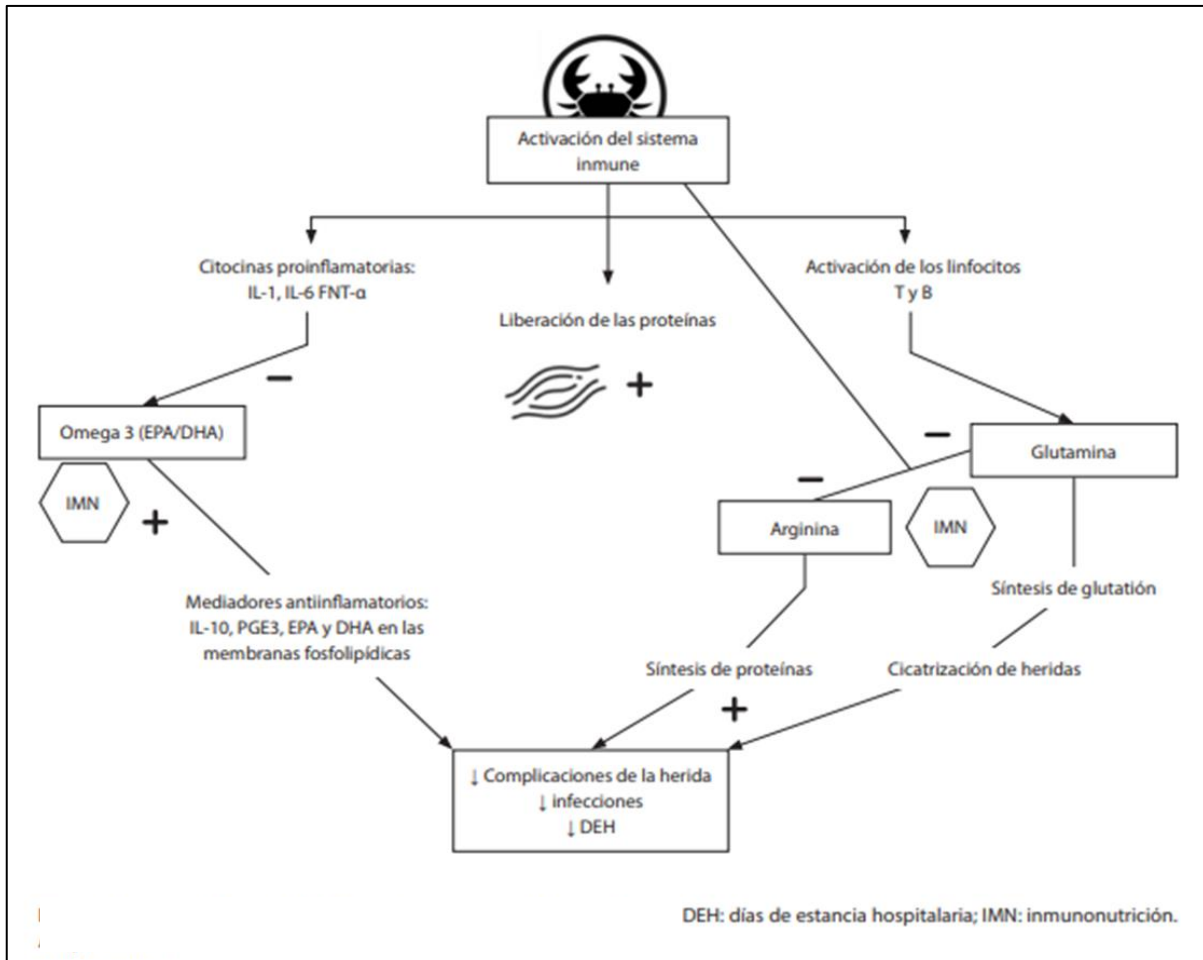 Activación del sistema
inmune
Citocinas proinflamatorias:
IL-1, IL-6 FNT-α
Liberación de las proteínas
+
Activación de los linfocitos
T y B
−
Omega 3 (EPA/DHA)
IMN
+
−
Glutamina
−
Arginina
IMN
Mediadores antiinflamatorios:
IL-10, PGE3, EPA y DHA en las
membranas fosfolipídicas
Síntesis de glutatión
Síntesis de proteínas
+
Cicatrización de heridas
↓ Complicaciones de la herida
↓ infecciones
↓ DEH
DEH: días de estancia hospitalaria; IMN: inmunonutrición.